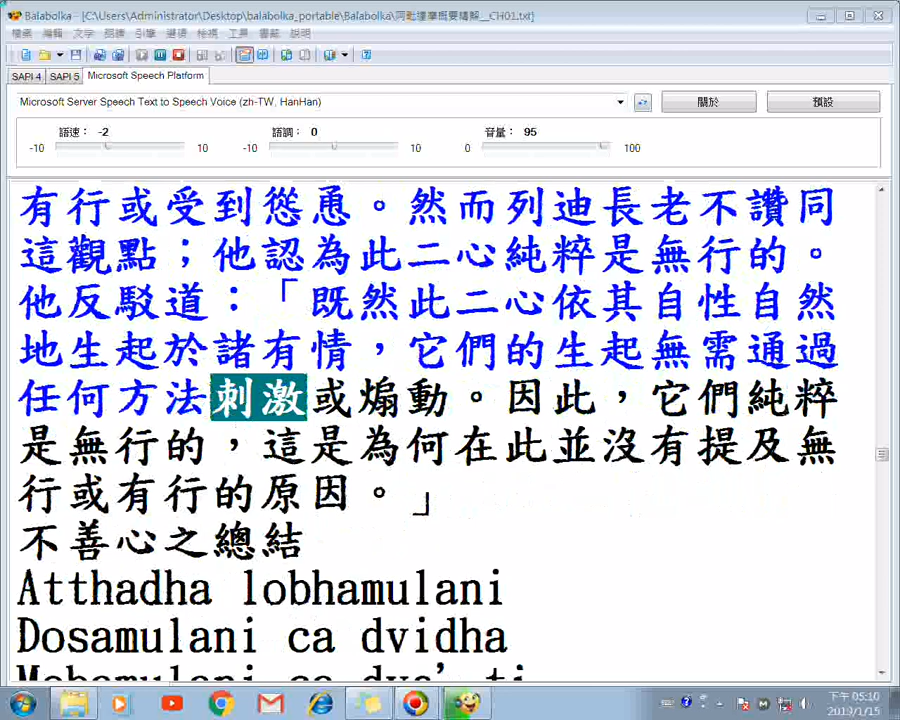 Balabolka - [C:\Users\Administrator\Desktop\balabolka_portable\Balabolka\阿毗達摩概要精解__CH01.txt]
檔案 編輯 文字 朗讀 引擎 選項 檢視 工具 書籤 說明
SAPI 4 SAPI 5 Microsoft Speech Platform
Microsoft Server Speech Text to Speech Voice (zh-TW, HanHan) 關於 預設
語速： -2 語調： 0 音量： 95
-10 10 -10 10 0 100
有行或受到慫恿。然而列迪長老不讚同
這觀點；他認為此二心純粹是無行的。
他反駁道：「既然此二心依其自性自然
地生起於諸有情，它們的生起無需通過
任何方法刺激或煽動。因此，它們純粹
是無行的，這是為何在此並沒有提及無
行或有行的原因。」
不善心之總結
Atthadha lobhamulani
Dosamulani ca dvidha
Mohamulani ca dve' ti
下午 05:10
2019/1/15